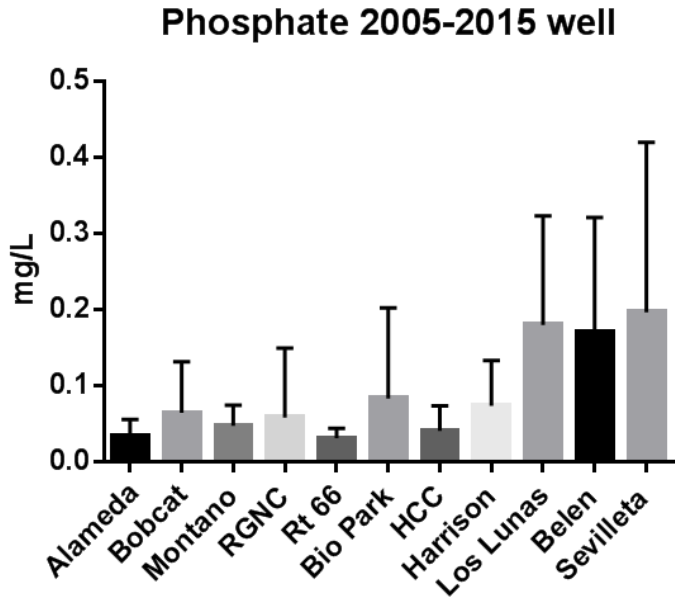 Phosphate 2005-2015 well
mg/L
0.5
0.4
0.3
0.2
0.1
0.0
Alameda
Bobcat
Montano
RGNC
Rt 66
Bio Park
HCC
Harrison
Los Lunas
Belen
Sevilleta